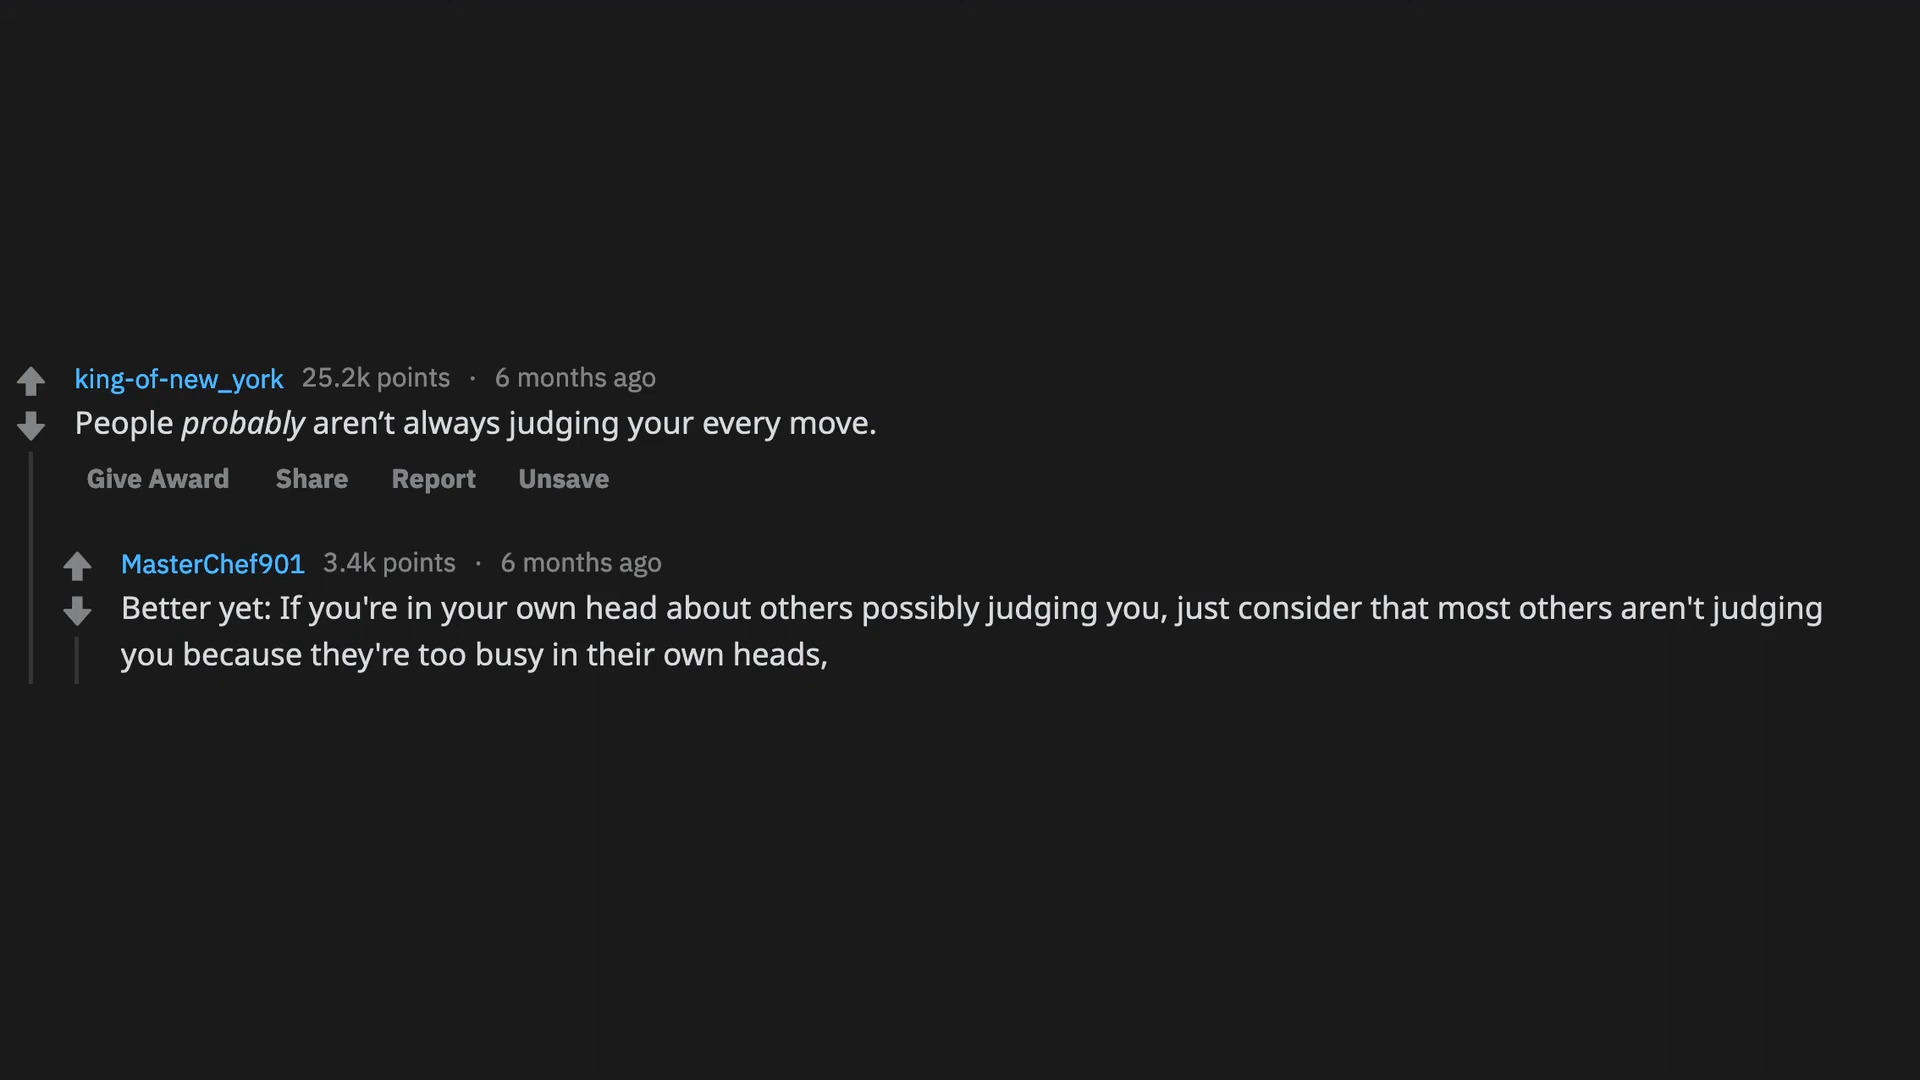 king-of-new_york 25.2k points · 6 months ago
People probably aren’t always judging your every move.
Give Award Share Report Unsave
MasterChef901 3.4k points · 6 months ago
Better yet: If you're in your own head about others possibly judging you, just consider that most others aren't judging
you because they're too busy in their own heads,